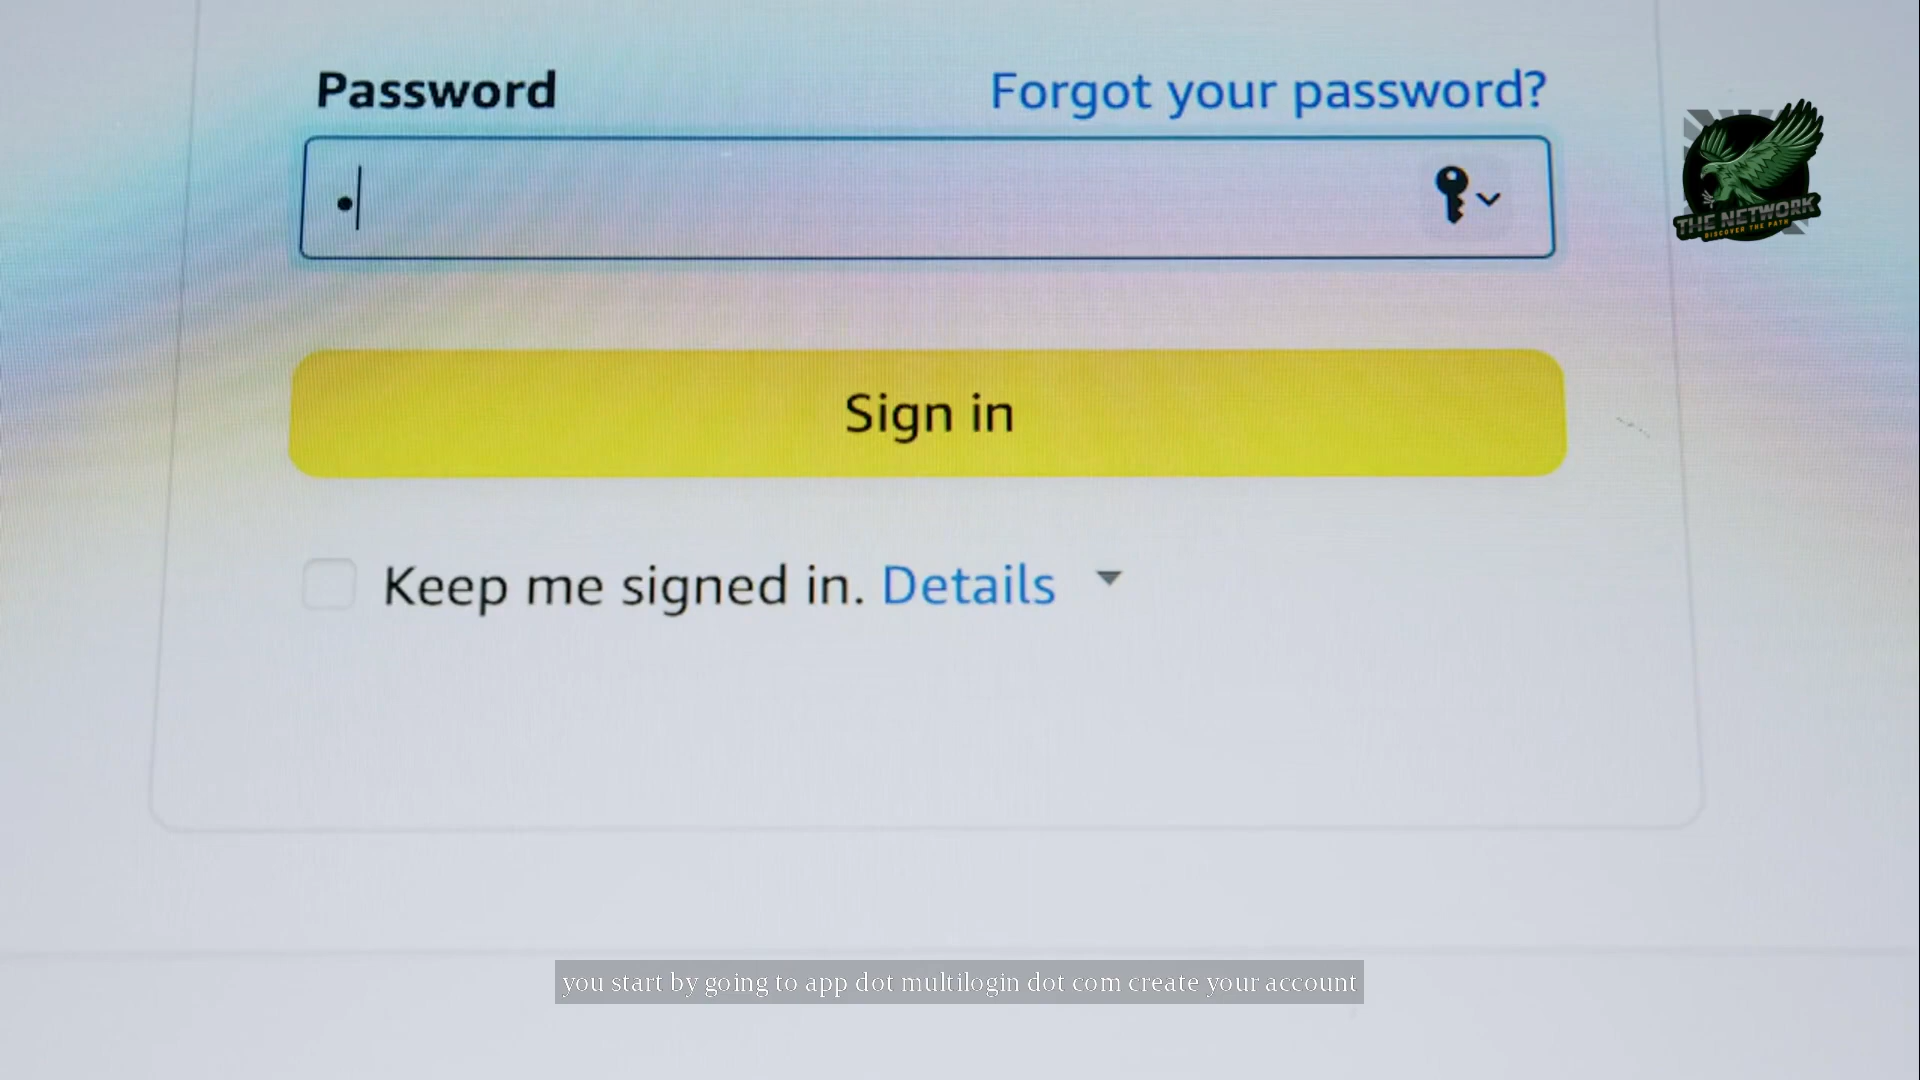 Password
Forgot your password?
Sign in
Keep me signed in. Details
THE NETWORK
DISCOVER THE PATH
you start by going to app dot multilogin dot com create your account